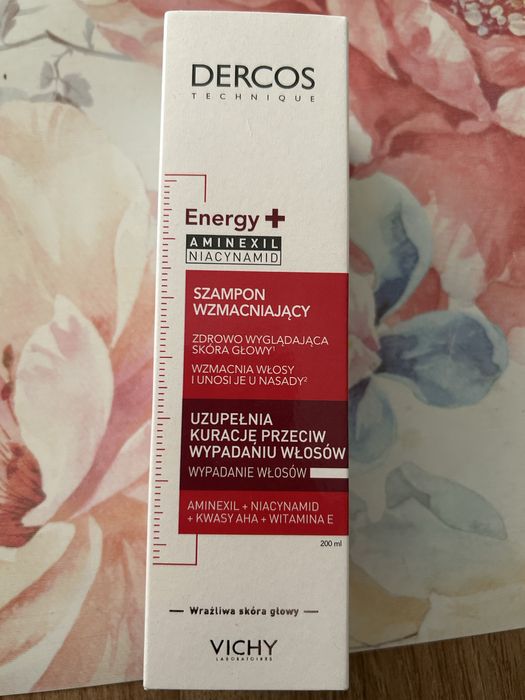 DERCOS
TECHNIQUE
Energy +
AMINEXIL
NIACYNAMID
SZAMPON
WZMACNIAJĄCY
ZDROWO WYGLĄDAJĄCA
SKÓRA GŁOWY¹
WZMACNIA WŁOSY
I UNOSI JE U NASADY²
UZUPEŁNIA
KURACJĘ PRZECIW
WYPADANIU WŁOSÓW
WYPADANIE WŁOSÓW
AMINEXIL + NIACYNAMID
+ KWASY AHA + WITAMINA E
200 ml
Wrażliwa skóra głowy
VICHY
LABORATOIRES